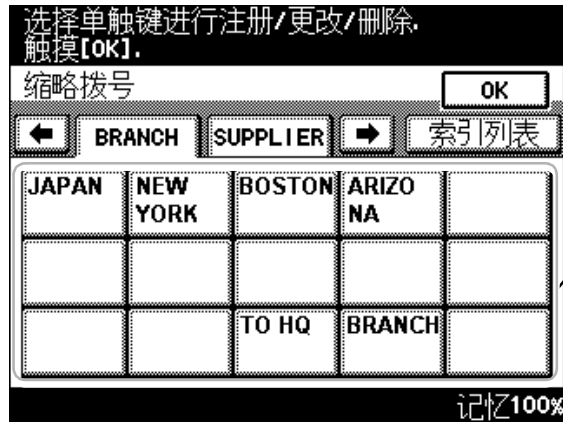 选择单触键进行注册/更改/删除.
触摸[OK].
缩略拨号
OK
BRANCH SUPPLIER 索引列表
JAPAN NEW YORK BOSTON ARIZONA
TO HQ BRANCH
记忆100%